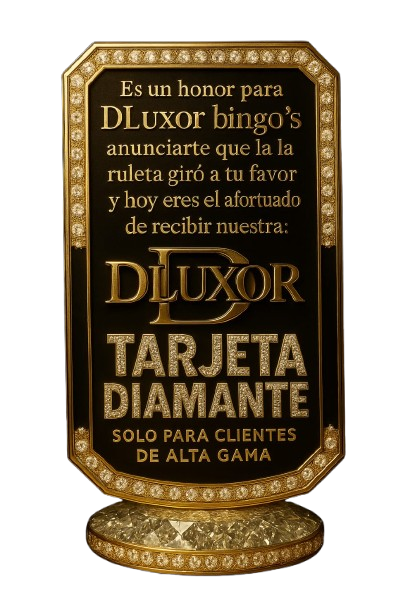 Es un honor para
DLUXOR bingo's
anunciarte que la la
ruleta giró a tu favor
y hoy eres el afortuado
de recibir nuestra:
D
DLUXOR
TARJETA
DIAMANTE
SOLO PARA CLIENTES
DE ALTA GAMA